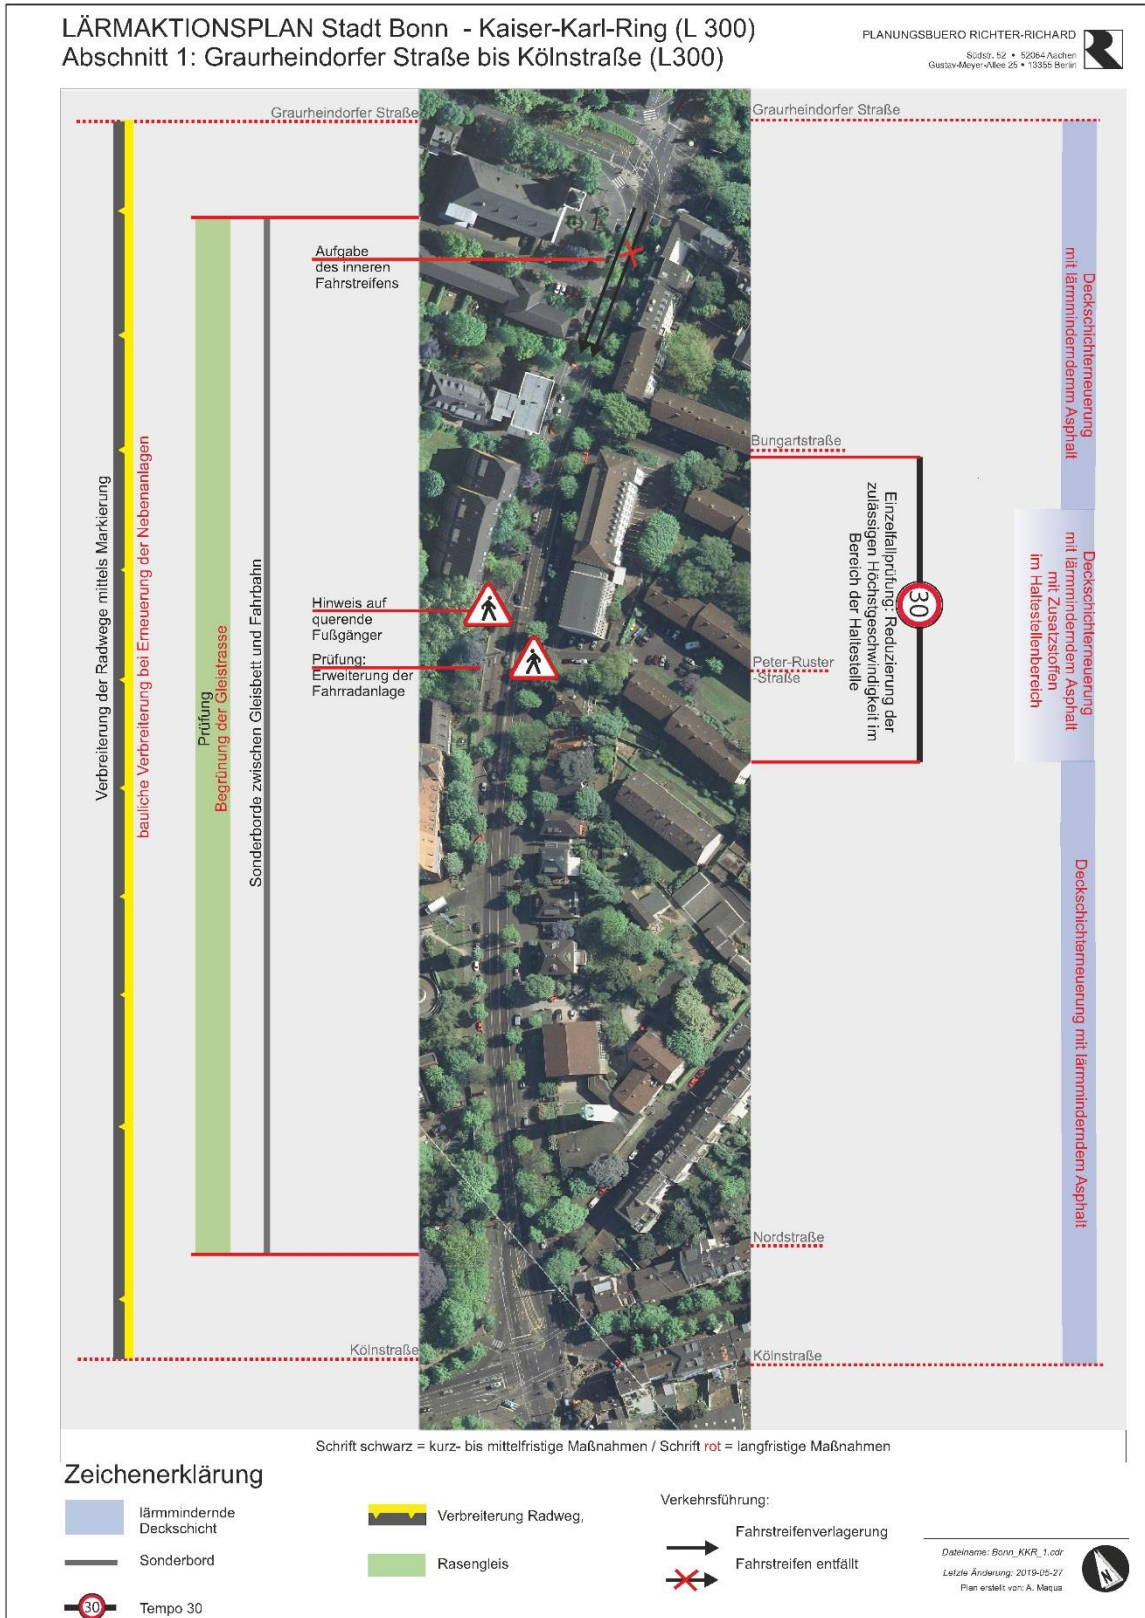 LÄRMAKTIONSPLAN Stadt Bonn - Kaiser-Karl-Ring (L 300)
Abschnitt 1: Graurheindorfer Straße bis Kölnstraße (L300)
PLANUNGSBUERO RICHTER-RICHARD
Südstr. 52 • 52064 Aachen
Gustav-Meyer-Allee 25 • 13355 Berlin
R
Graurheindorfer Straße
Graurheindorfer Straße
Verbreiterung der Radwege mittels Markierung
bauliche Verbreiterung bei Erneuerung der Nebenanlagen
Prüfung
Begrünung der Gleistrasse
Sonderborde zwischen Gleisbett und Fahrbahn
Aufgabe
des inneren
Fahrstreifens
Hinweis auf
querende
Fußgänger
Prüfung:
Erweiterung der
Fahrradanlage
Bungartstraße
Peter-Ruster
-Straße
Nordstraße
Kölnstraße
Kölnstraße
Einzelfallprüfung: Reduzierung der
zulässigen Höchstgeschwindigkeit im
Bereich der Haltestelle
30
Deckschichterneuerung
mit lärmminderndemm Asphalt
Deckschichterneuerung
mit lärmminderndem Asphalt
mit Zusatzstoffen
im Haltestellenbereich
Deckschichterneuerung mit lärmminderndem Asphalt
Schrift schwarz = kurz- bis mittelfristige Maßnahmen / Schrift rot = langfristige Maßnahmen
Zeichenerklärung
lärmmindernde
Deckschicht
Sonderbord
30 Tempo 30
Verbreiterung Radweg,
Rasengleis
Verkehrsführung:
Fahrstreifenverlagerung
Fahrstreifen entfällt
Dateiname: Bonn_KKR_1.cdr
Letzte Änderung: 2019-05-27
Plan erstellt von: A. Maqua
N